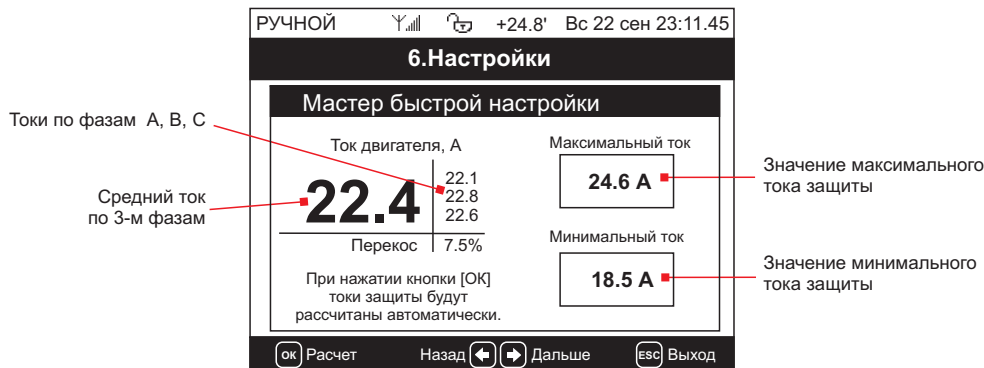 РУЧНОЙ +24.8' Вс 22 сен 23:11.45
6.Настройки
Мастер быстрой настройки
Токи по фазам А, В, С
Ток двигателя, А
22.4
22.1
22.8
22.6
Перекос 7.5%
Средний ток
по 3-м фазам
При нажатии кнопки [ОК]
токи защиты будут
рассчитаны автоматически.
Максимальный ток
24.6 А
Значение максимального
тока защиты
Минимальный ток
18.5 А
Значение минимального
тока защиты
ОК Расчет Назад Дальше ESC Выход